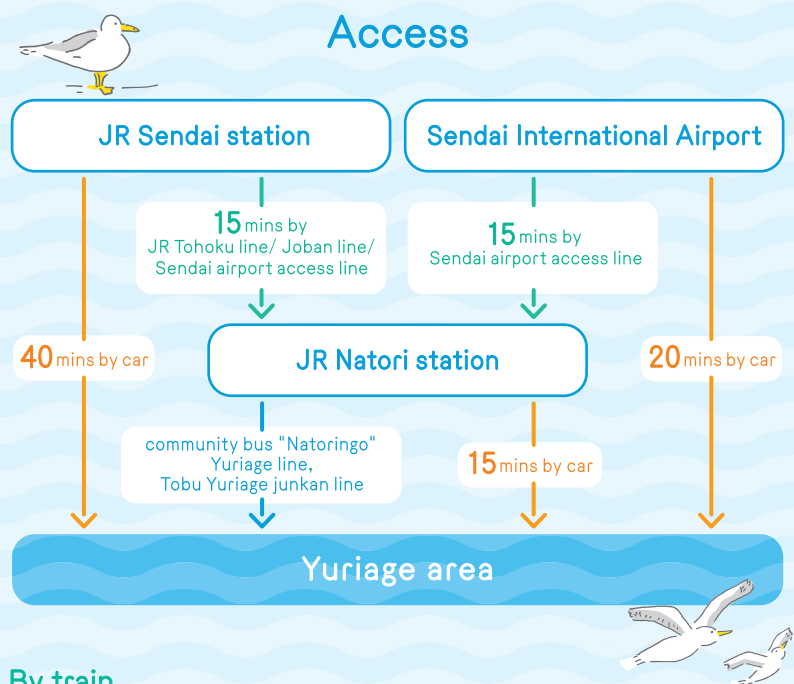 Access
JR Sendai station
Sendai International Airport
15 mins by
JR Tohoku line/ Joban line/
Sendai airport access line
15 mins by
Sendai airport access line
40 mins by car
JR Natori station
20 mins by car
community bus "Natoringo"
Yuriage line,
Tobu Yuriage junkan line
15 mins by car
Yuriage area
By train